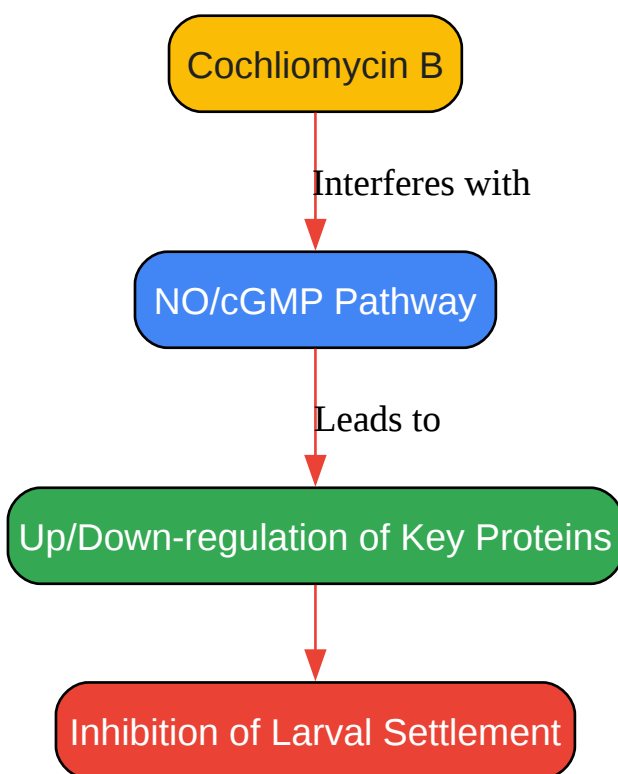 Cochliomycin B
Interferes with
NO/cGMP Pathway
Leads to
Up/Down-regulation of Key Proteins
Inhibition of Larval Settlement